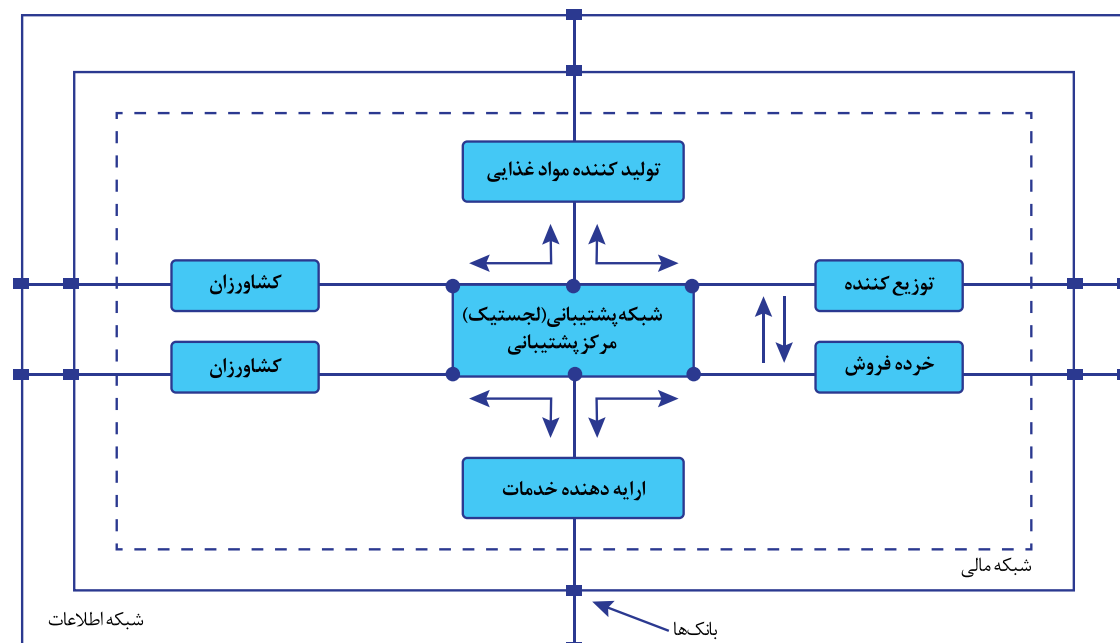 تولید کننده مواد غذایی
توزیع کننده
شبکه پشتیبانی(لجستیک)
مرکز پشتیبانی
کشاورزان
خرده فروش
کشاورزان
ارایه دهنده خدمات
شبکه مالی
بانک‌ها
شبکه اطلاعات